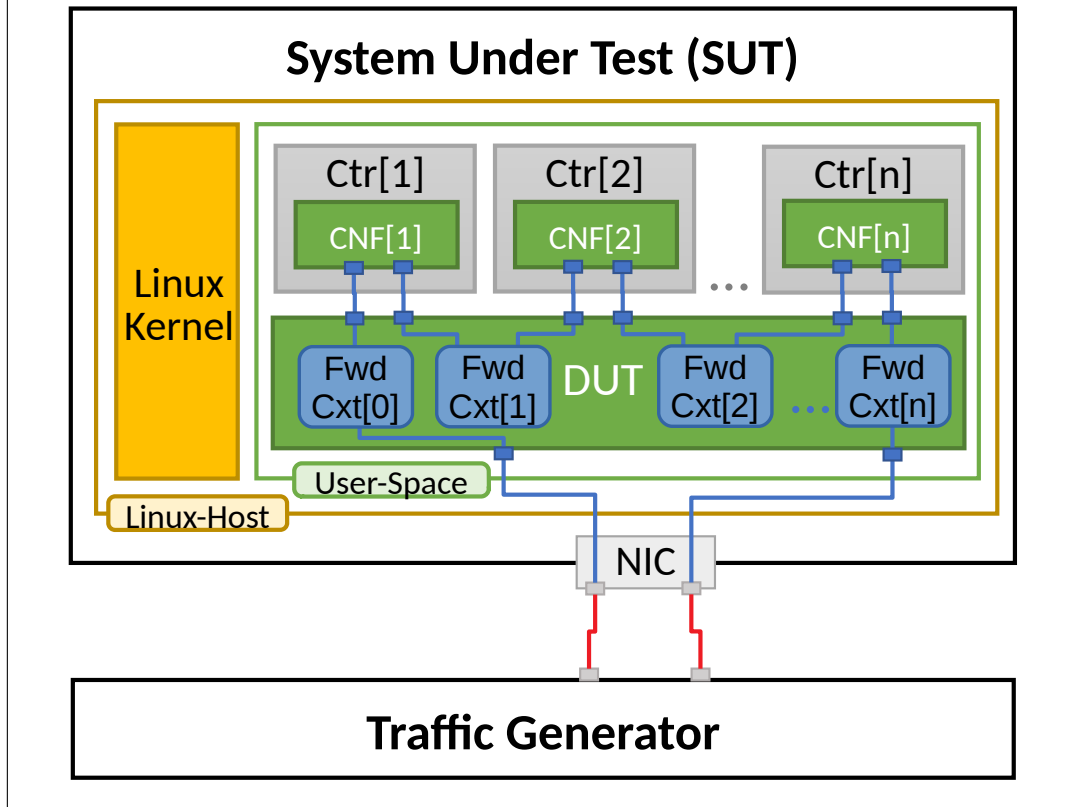 System Under Test (SUT)
Ctr[1]
Ctr[2]
Ctr[n]
CNF[1]
CNF[2]
CNF[n]
...
Linux
Kernel
Fwd
Cxt[0]
Fwd
Cxt[1]
DUT
Fwd
Cxt[2]
...
Fwd
Cxt[n]
User-Space
Linux-Host
NIC
Traffic Generator